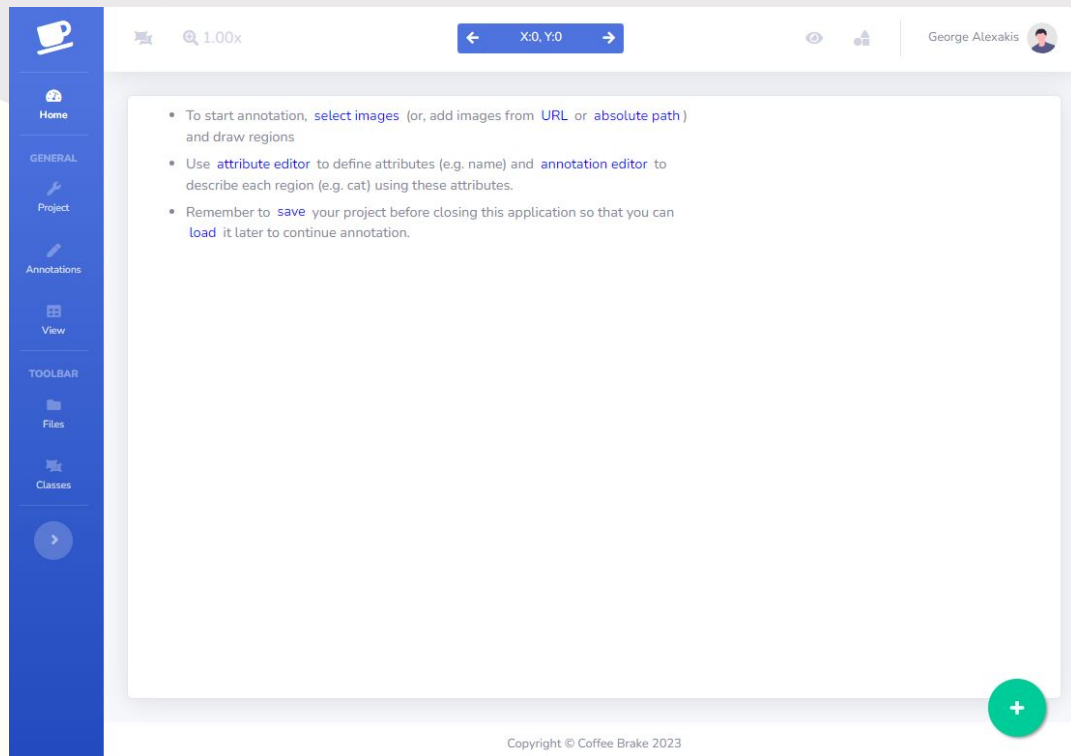 1.00x
X:0, Y:0
George Alexakis
Home
GENERAL
Project
Annotations
View
TOOLBAR
Files
Classes
To start annotation, select images (or, add images from URL or absolute path)
and draw regions
Use attribute editor to define attributes (e.g. name) and annotation editor to
describe each region (e.g. cat) using these attributes.
Remember to save your project before closing this application so that you can
load it later to continue annotation.
Copyright © Coffee Brake 2023